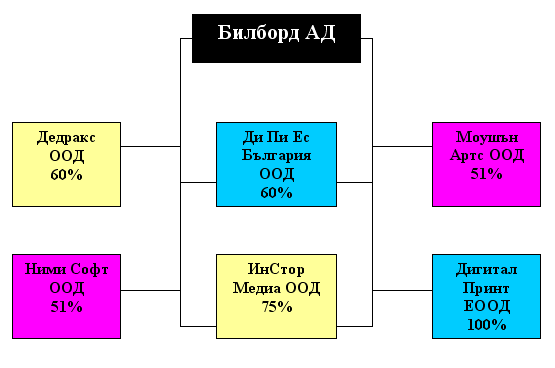 Билборд АД
Дедракс
ООД
60%
Ди Пи Ес
България
ООД
60%
Моушън
Артс ООД
51%
Ними Софт
ООД
51%
ИнСтор
Медиа ООД
75%
Дигитал
Принт
ЕООД
100%